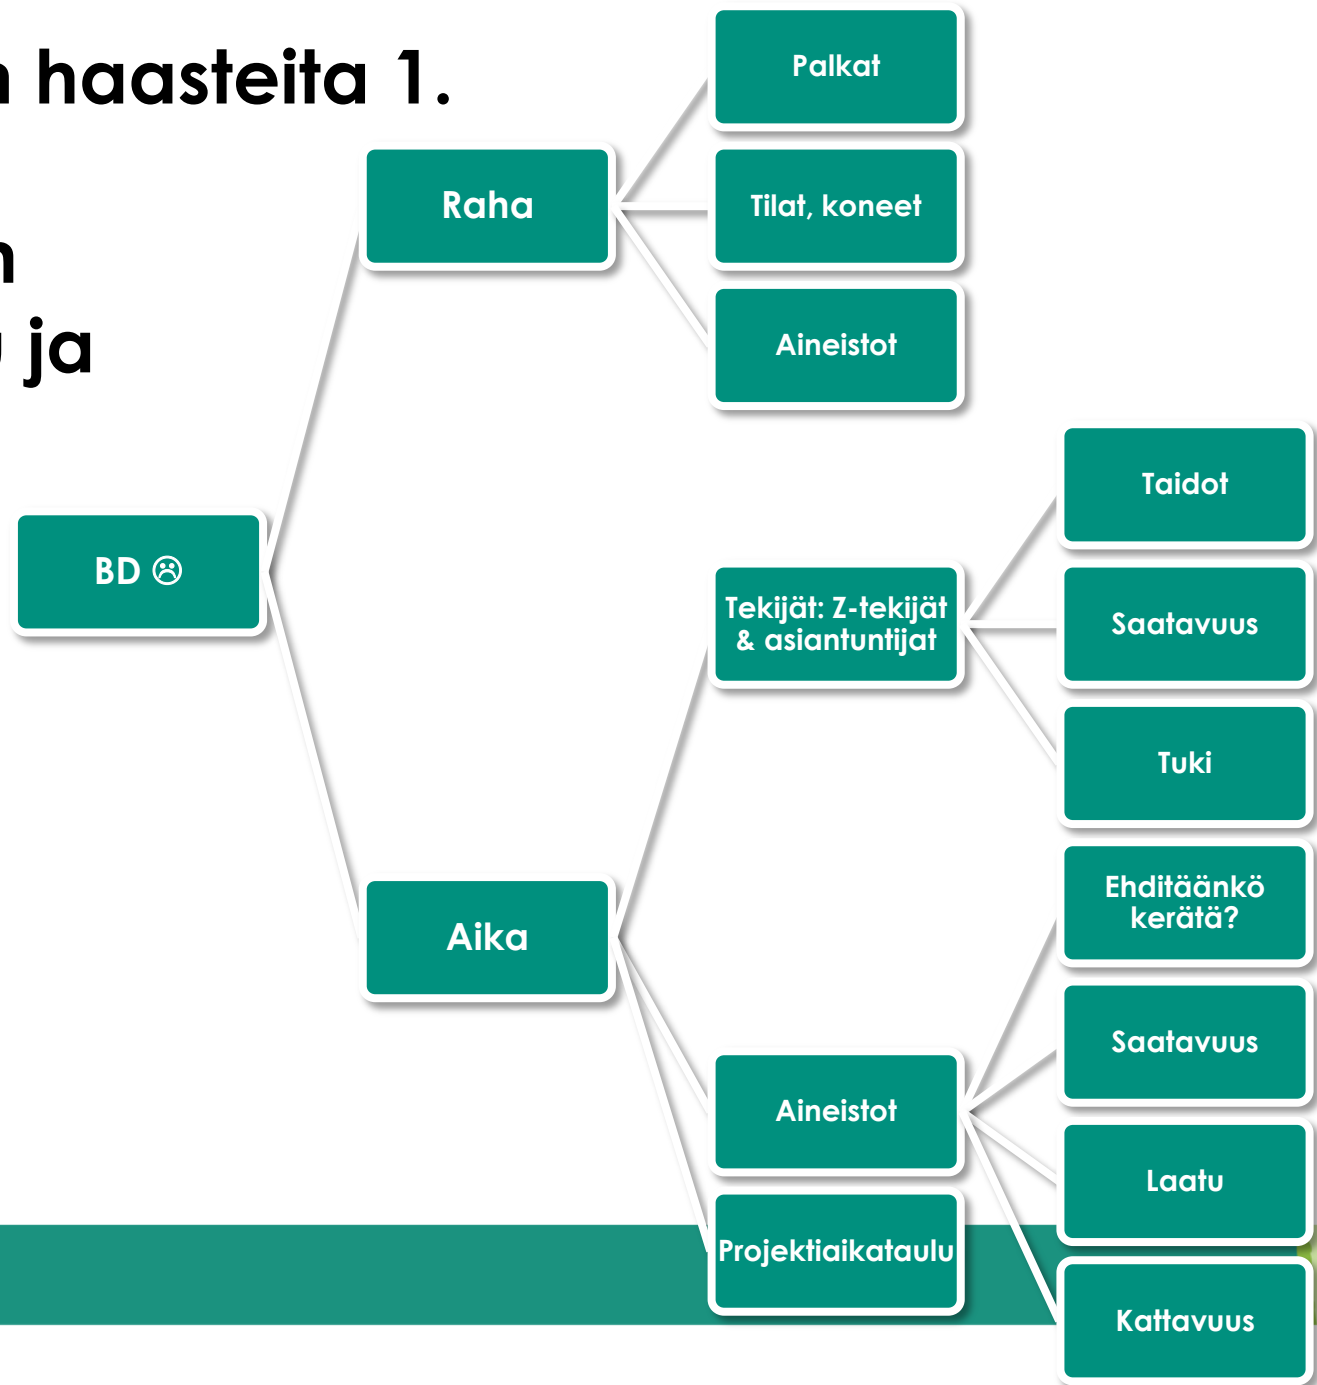 haasteita 1.
ja
BD ☹
Raha
Palkat
Tilat, koneet
Aineistot
Aika
Tekijät: Z-tekijät
& asiantuntijat
Taidot
Saatavuus
Tuki
Aineistot
Ehditäänkö
kerätä?
Saatavuus
Laatu
Kattavuus
Projektiaikataulu